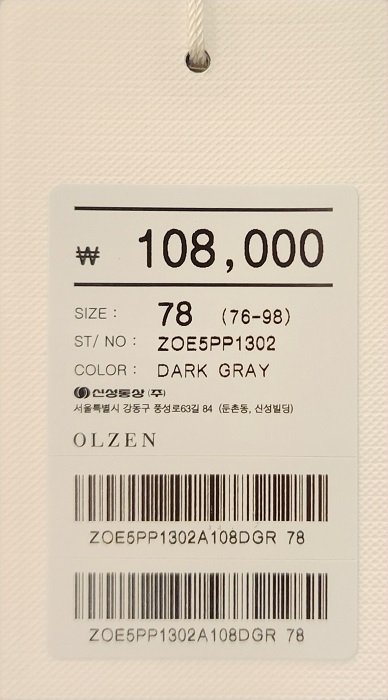 ₩ 108,000
SIZE : 78 (76-98)
ST/ NO : ZOE5PP1302
COLOR : DARK GRAY
신성통상 (주)
서울특별시 강동구 풍성로63길 84 (둔촌동, 신성빌딩)
OLZEN
ZOE5PP1302A108DGR 78
ZOE5PP1302A108DGR 78